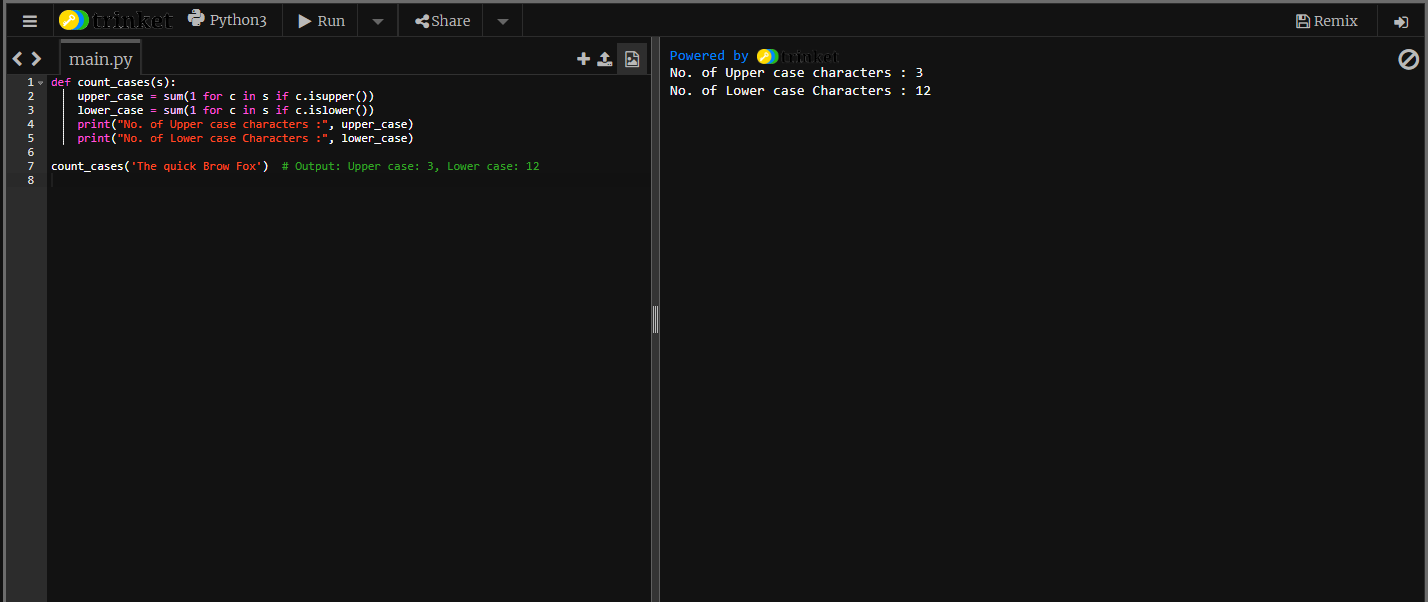 trinket Python3 Run Share Remix
main.py
1 def count_cases(s):
2 upper_case = sum(1 for c in s if c.isupper())
3 lower_case = sum(1 for c in s if c.islower())
4 print("No. of Upper case characters :", upper_case)
5 print("No. of Lower case Characters :", lower_case)
6
7 count_cases('The quick Brow Fox')  # Output: Upper case: 3, Lower case: 12
8
Powered by trinket
No. of Upper case characters : 3
No. of Lower case Characters : 12